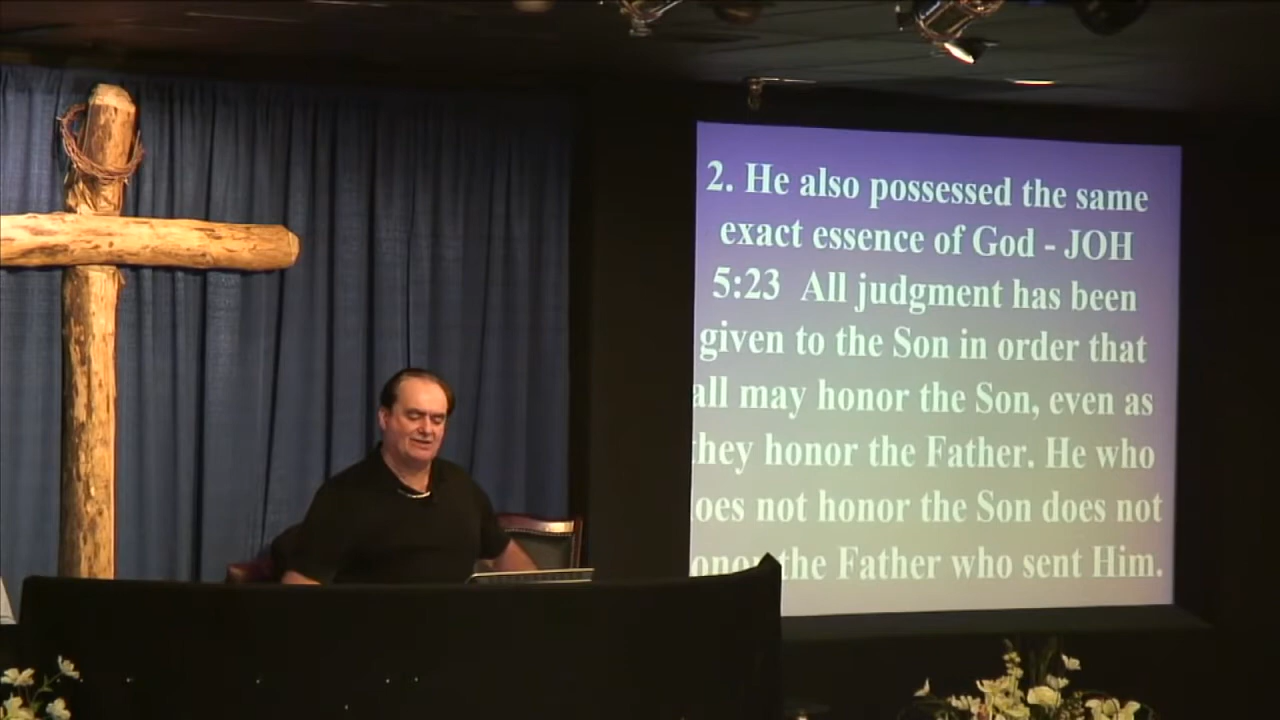 2. He also possessed the same
exact essence of God - JOH
5:23 All judgment has been
given to the Son in order that
all may honor the Son, even as
they honor the Father. He who
oes not honor the Son does not
onor the Father who sent Him.